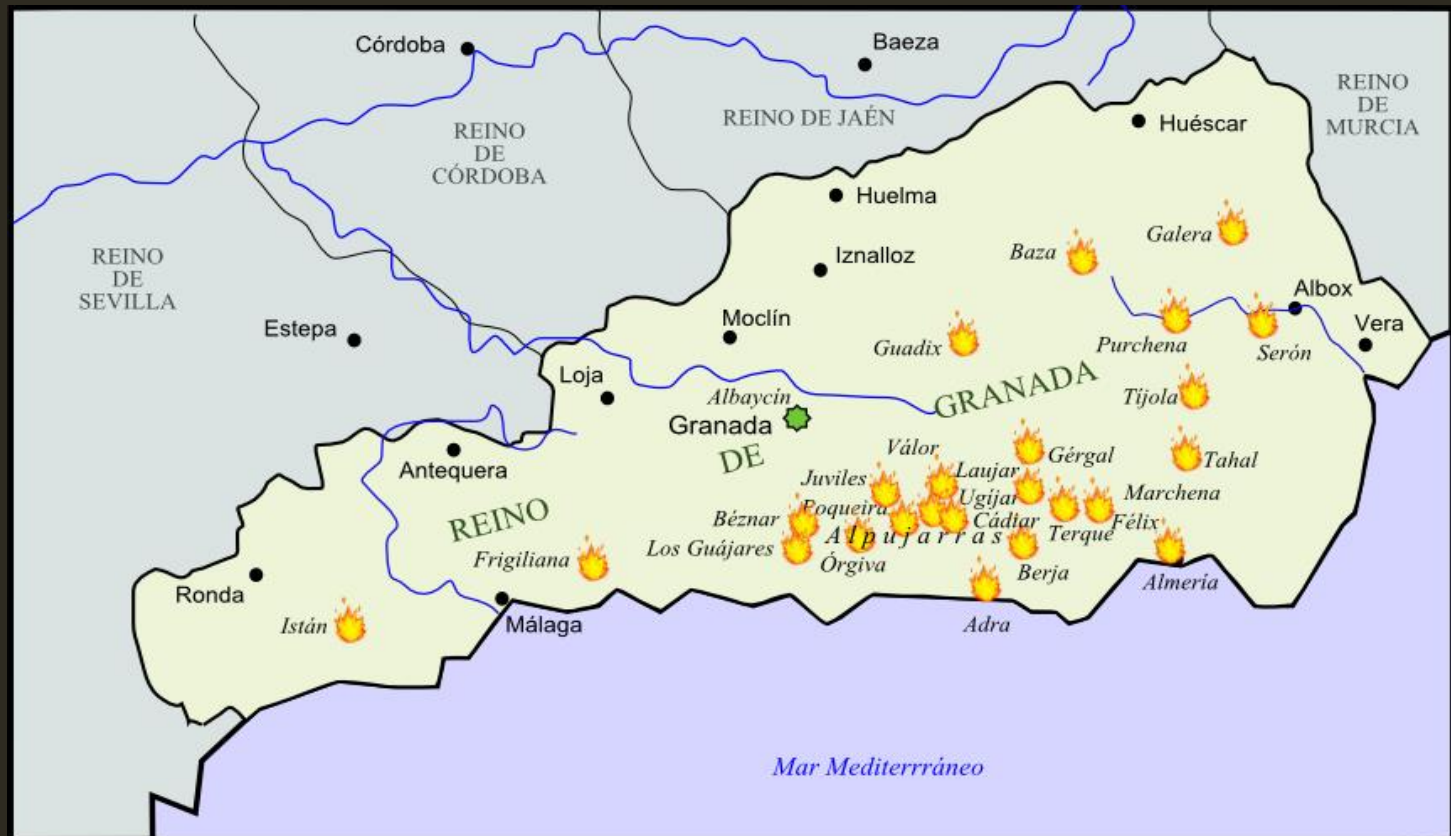 Córdoba
Baeza
REINO
DE
MURCIA
REINO
DE
CÓRDOBA
REINO DE JAÉN
Huéscar
Huelma
Galera
Baza
Iznalloz
REINO
DE
SEVILLA
Albox
Estepa
Moclín
Vera
Guadix
Purchena
Serón
Loja
Albaycín
GRANADA
Tíjola
Granada
Antequera
DE
Válor
Gérgal
Tahal
Laujar
Juviles
Ugíjar
Marchena
REINO
Béznar
Poqueira
Cádiar
Félix
Alpujarras
Terque
Los Guájares
Frigiliana
Órgiva
Berja
Almería
Ronda
Istán
Málaga
Adra
Mar Mediterrráneo